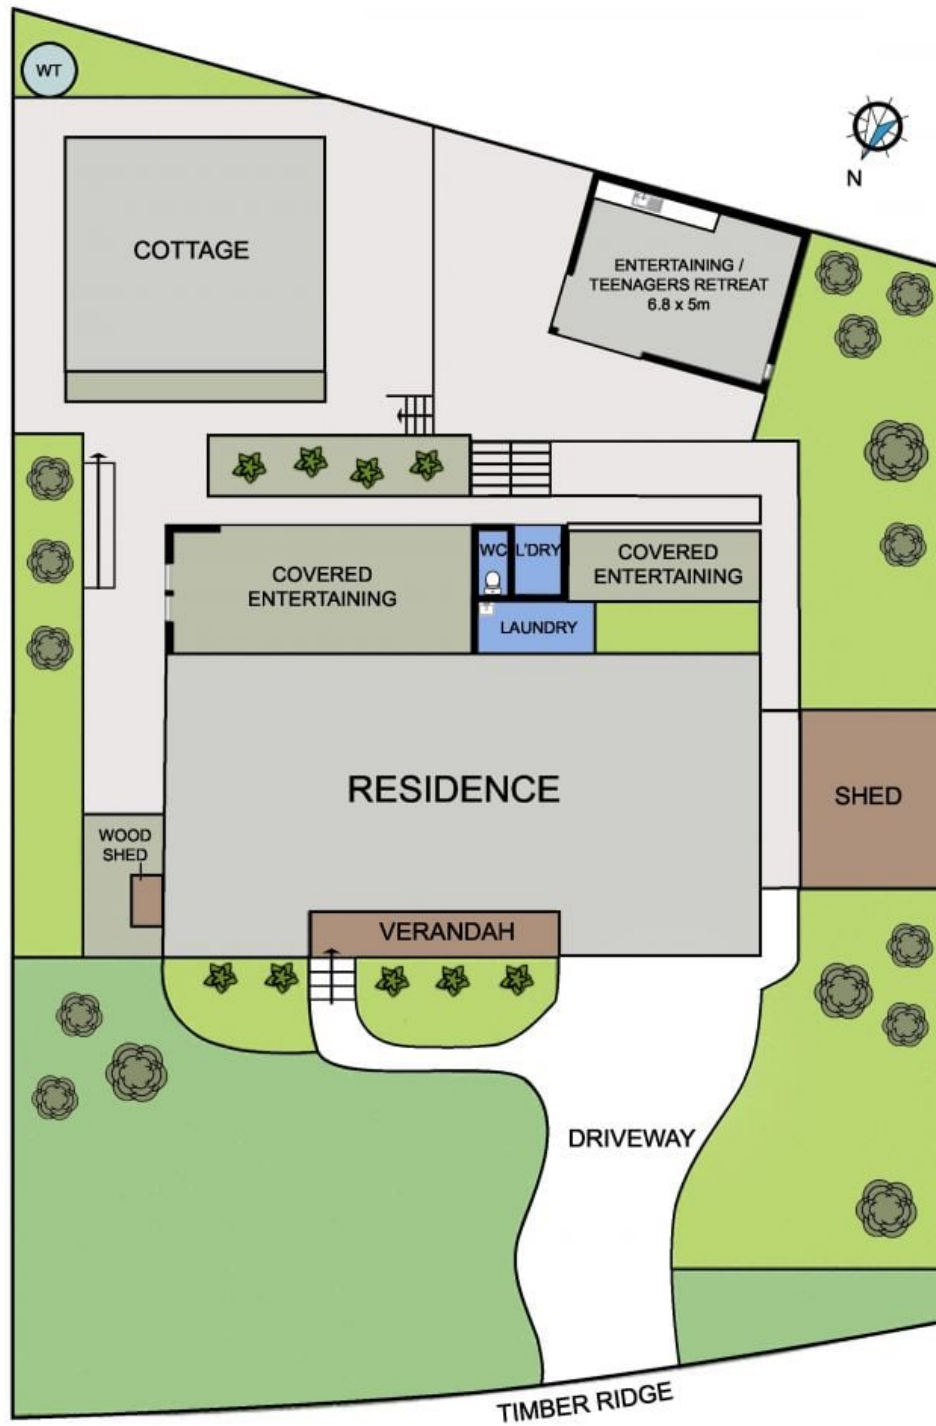 WT
N
COTTAGE
ENTERTAINING /
TEENAGERS RETREAT
6.8 x 5m
WC
L'DRY
COVERED
ENTERTAINING
COVERED
ENTERTAINING
LAUNDRY
RESIDENCE
SHED
WOOD
SHED
VERANDAH
DRIVEWAY
TIMBER RIDGE